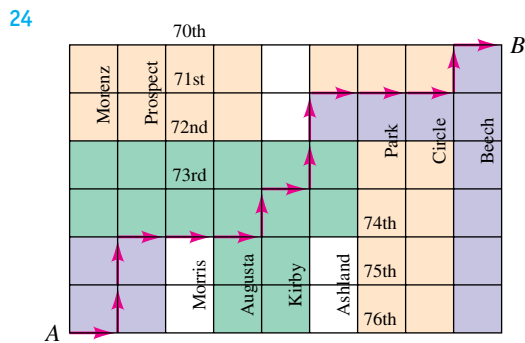 24
70th
B
Morenz
Prospect
71st
72nd
Park
Circle
Beech
73rd
74th
Morris
Augusta
Kirby
Ashland
75th
76th
A